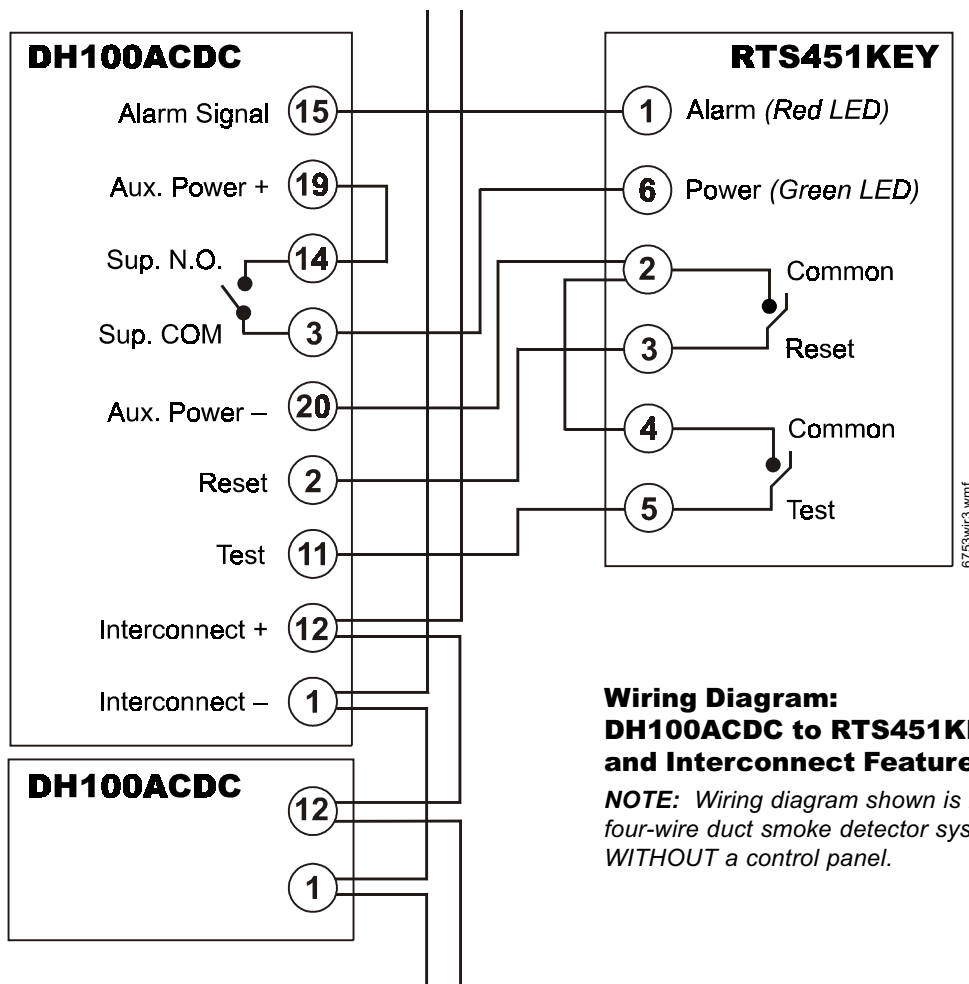 DH100ACDC
Alarm Signal 15
Aux. Power + 19
Sup. N.O. 14
Sup. COM 3
Aux. Power – 20
Reset 2
Test 11
Interconnect + 12
Interconnect – 1
RTS451KEY
1 Alarm (Red LED)
6 Power (Green LED)
2 Common
3 Reset
4 Common
5 Test
6753wir3.wmf
DH100ACDC
12
1
Wiring Diagram:
DH100ACDC to
and Interconnect
NOTE: Wiring diagram shown is
four-wire duct smoke detector
WITHOUT a control panel.